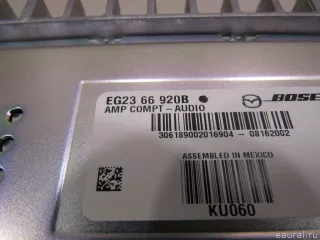 EG23 66 920B
BOSE
AMP COMPT-AUDIO
306189002016904 - 08162002
ASSEMBLED IN MEXICO
KU060
© eaural.ru